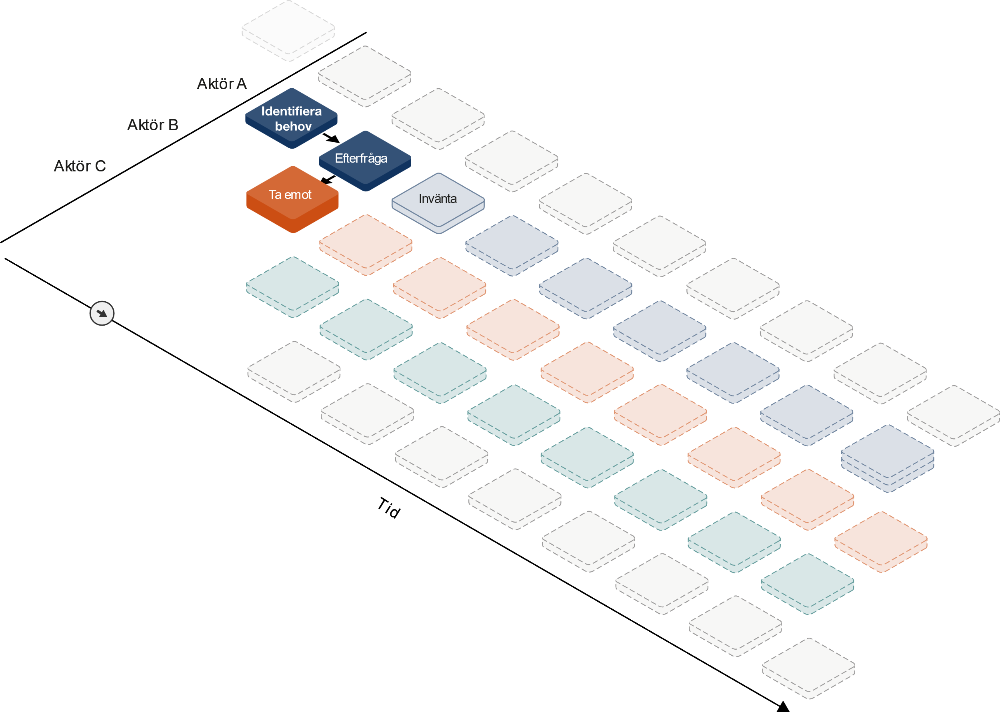 Aktör A
Aktör B
Aktör C
Identifiera
behov
Efterfråga
Ta emot
Invänta
Tid